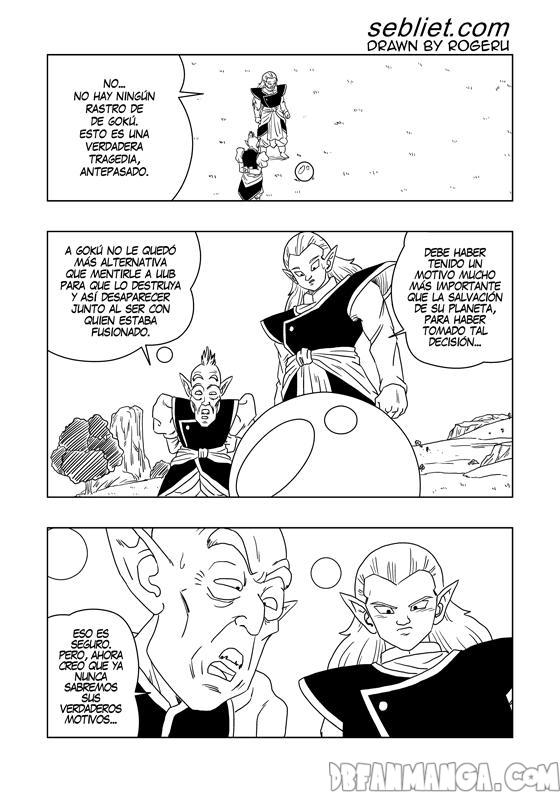 sebliet.com
DRAWN BY ROGERU
NO...
NO HAY NINGÚN
RASTRO DE
DE GOKÚ.
ESTO ES UNA
VERDADERA
TRAGEDIA,
ANTEPASADO.
A GOKÚ NO LE QUEDÓ
MÁS ALTERNATIVA
QUE MENTIRLE A UUB
PARA QUE LO DESTRUYA
Y ASÍ DESAPARECER
JUNTO AL SER CON
QUIEN ESTABA
FUSIONADO.
DEBE HABER
TENIDO UN
MOTIVO MUCHO
MÁS IMPORTANTE
QUE LA SALVACIÓN
DE SU PLANETA,
PARA HABER
TOMADO TAL
DECISIÓN...
ESO ES
SEGURO.
PERO, AHORA
CREO QUE YA
NUNCA
SABREMOS
SUS
VERDADEROS
MOTIVOS...
DBFANMANGA.COM